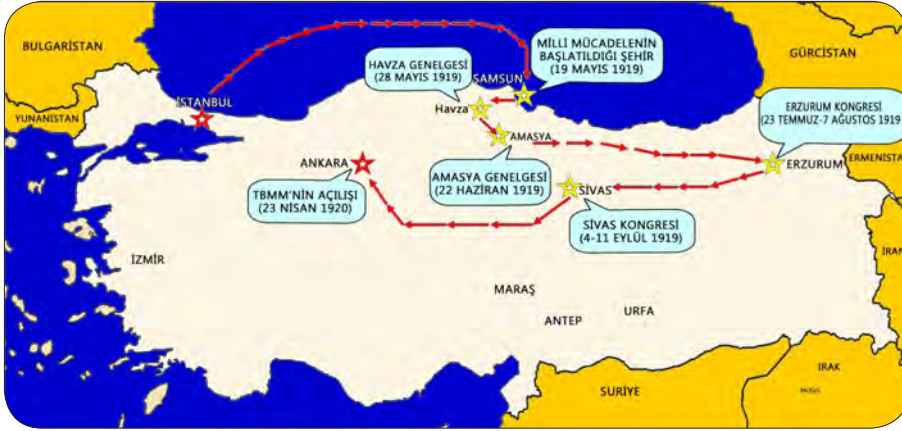 BULGARİSTAN
YUNANİSTAN
İSTANBUL
HAVZA GENELGESİ
(28 MAYIS 1919)
MİLLİ MÜCADELENİN
BAŞLATILDIĞI ŞEHİR
(19 MAYIS 1919)
SAMSUN
Havza
AMASYA
AMASYA GENELGESİ
(22 HAZİRAN 1919)
GÜRCİSTAN
ERZURUM KONGRESİ
(23 TEMMUZ-7 AĞUSTOS 1919
ERZURUM
ERMENİSTA
ANKARA
TBMM'NİN AÇILIŞI
(23 NİSAN 1920)
SİVAS
SİVAS KONGRESİ
(4-11 EYLÜL 1919)
İZMİR
MARAŞ
ANTEP
URFA
İRAN
SURİYE
IRAK